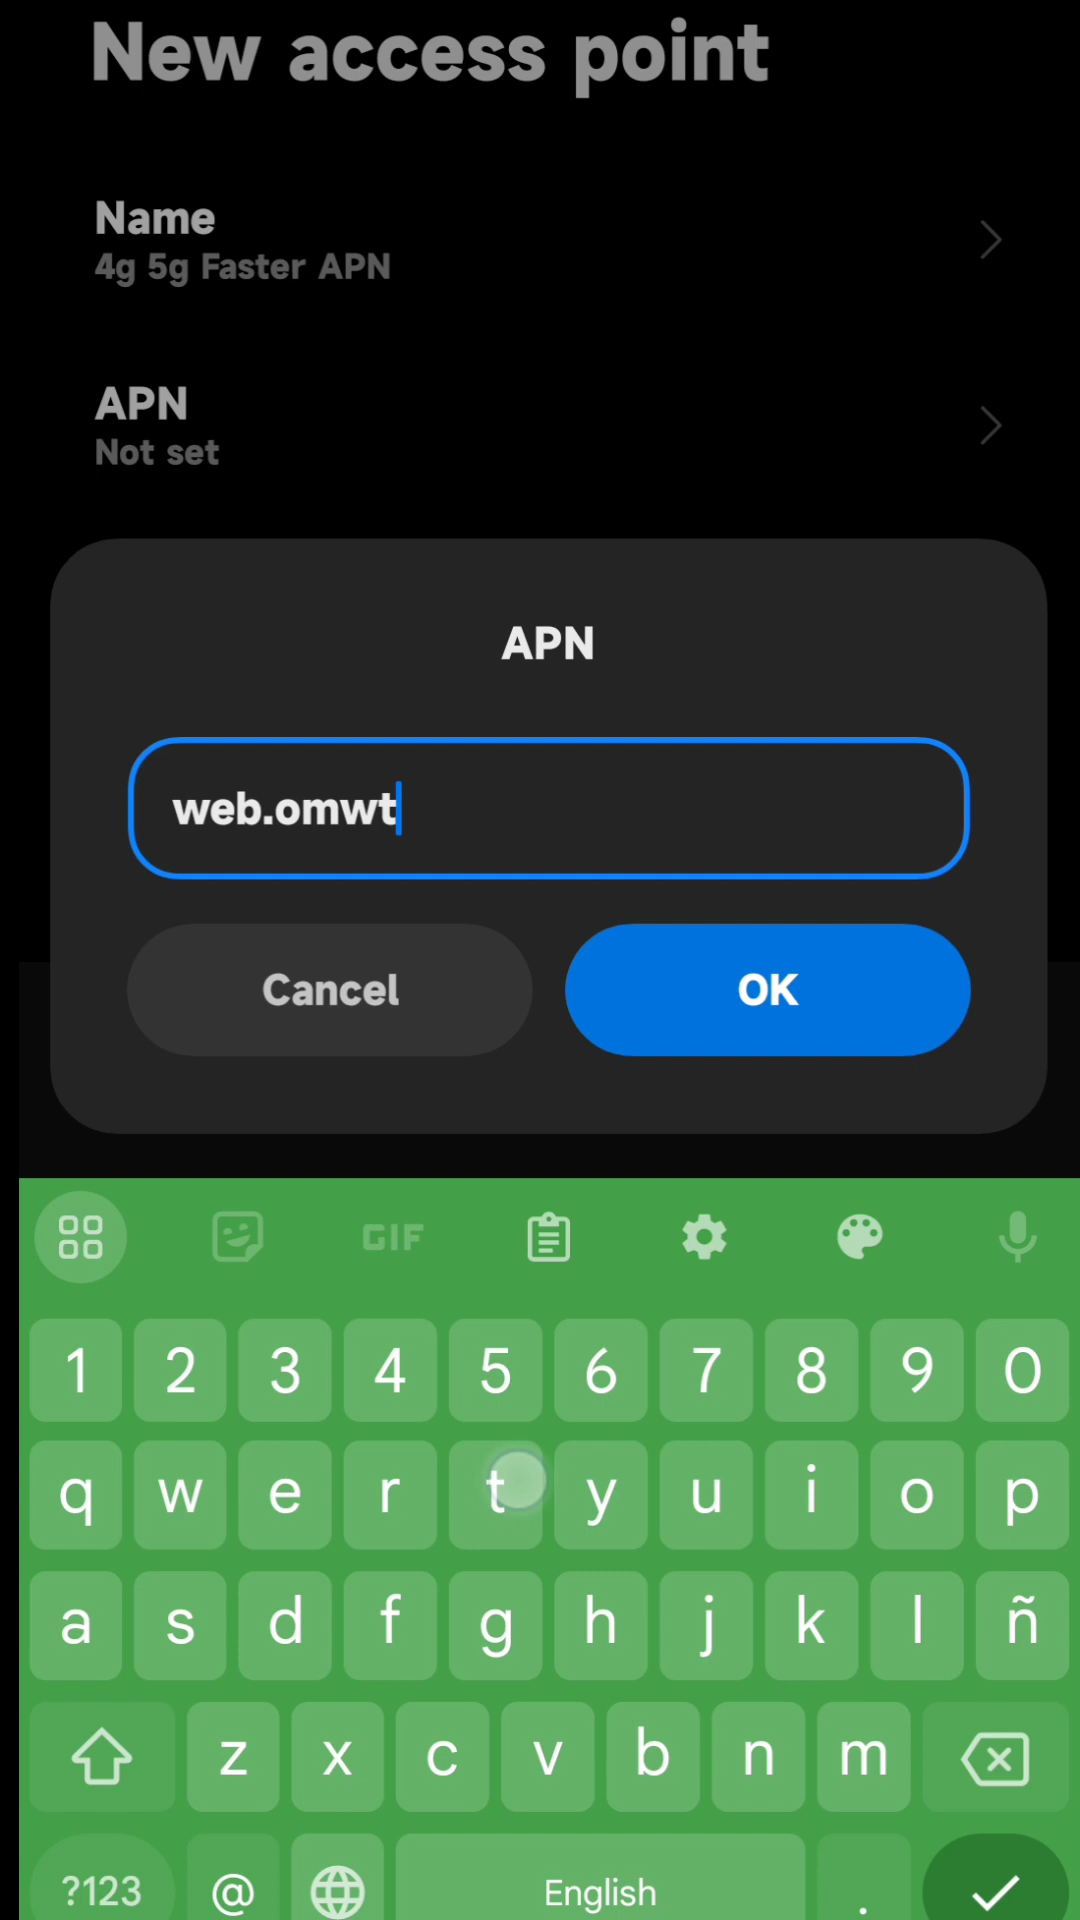 New access point
Name
4g 5g Faster APN
APN
Not set
APN
web.omwt
Cancel
OK
GIF
1 2 3 4 5 6 7 8 9 0
q w e r t y u i o p
a s d f g h j k l ñ
z x c v b n m
?123 @ English .